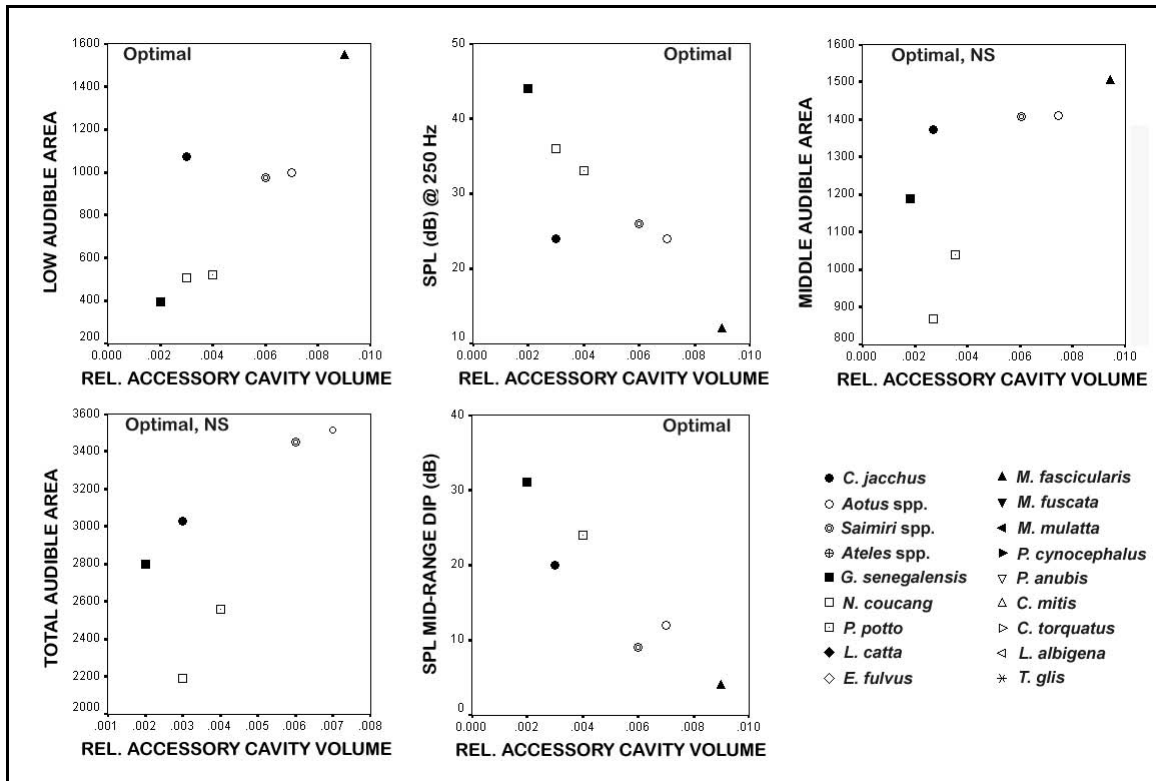 Optimal
LOW AUDIBLE AREA
1600
1400
1200
1000
800
600
400
200
0.000 .002 .004 .006 .008 .010
REL. ACCESSORY CAVITY VOLUME
Optimal
SPL (dB) @ 250 Hz
50
40
30
20
10
0.000 .002 .004 .006 .008 .010
REL. ACCESSORY CAVITY VOLUME
Optimal, NS
MIDDLE AUDIBLE AREA
1600
1400
1300
1200
1100
1000
900
800
0.000 .002 .004 .006 .008 .010
REL. ACCESSORY CAVITY VOLUME
Optimal, NS
TOTAL AUDIBLE AREA
3600
3400
3200
3000
2800
2600
2400
2200
2000
.001 .002 .003 .004 .005 .006 .007 .008
REL. ACCESSORY CAVITY VOLUME
Optimal
SPL MID-RANGE DIP (dB)
40
30
20
10
0
0.000 .002 .004 .006 .008 .010
REL. ACCESSORY CAVITY VOLUME
C. jacchus
Aotus spp.
Saimiri spp.
Ateles spp.
G. senegalensis
N. coucang
P. potto
L. catta
E. fulvus
M. fascicularis
M. fuscata
M. mulatta
P. cynocephalus
P. anubis
C. mitis
C. torquatus
L. albigena
T. glis